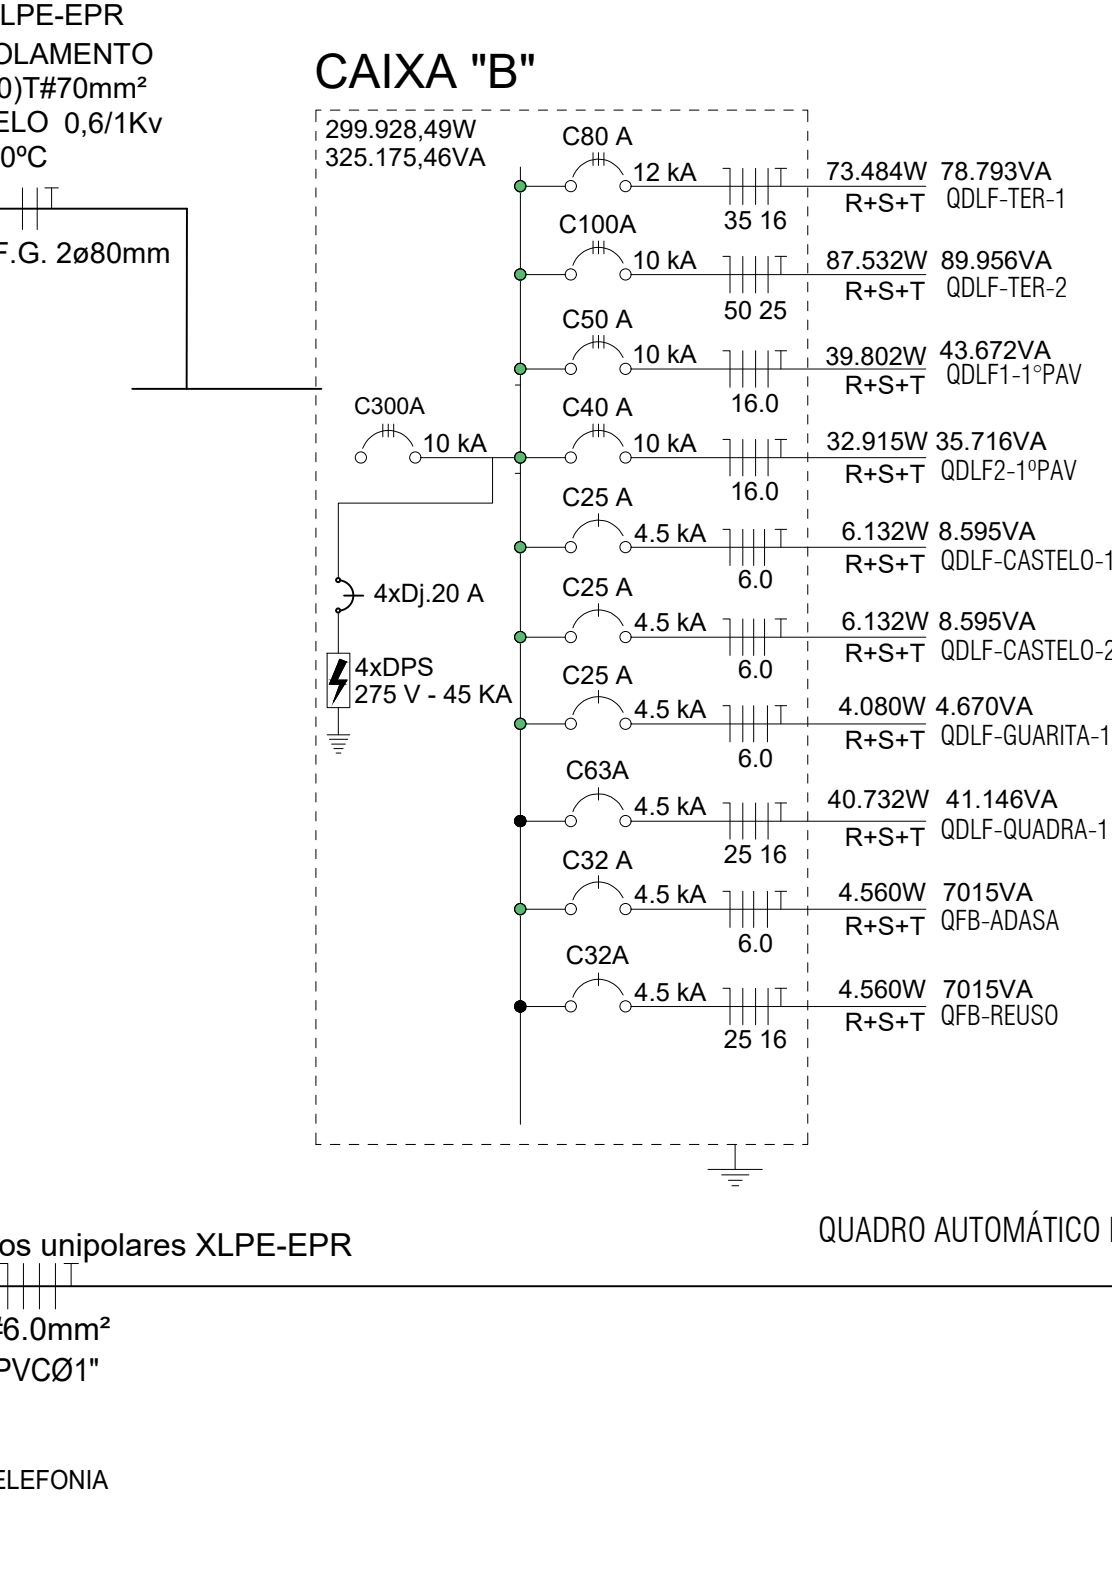 LPE-EPR
OLAMENTO
0)T#70mm²
ELO 0,6/1Kv
0ºC
F.G. 2ø80mm
CAIXA "B"
299.928,49W
325.175,46VA
C80 A
12 kA
35 16
73.484W 78.793VA
R+S+T QDLF-TER-1
C100A
10 kA
50 25
87.532W 89.956VA
R+S+T QDLF-TER-2
C50 A
10 kA
16.0
39.802W 43.672VA
R+S+T QDLF1-1°PAV
C300A
10 kA
C40 A
10 kA
16.0
32.915W 35.716VA
R+S+T QDLF2-1ºPAV
C25 A
4.5 kA
6.0
6.132W 8.595VA
R+S+T QDLF-CASTELO-1
4xDj.20 A
C25 A
4.5 kA
6.0
6.132W 8.595VA
R+S+T QDLF-CASTELO-2
4xDPS
275 V - 45 KA
C25 A
4.5 kA
6.0
4.080W 4.670VA
R+S+T QDLF-GUARITA-1
C63A
4.5 kA
25 16
40.732W 41.146VA
R+S+T QDLF-QUADRA-1
C32 A
4.5 kA
6.0
4.560W 7015VA
R+S+T QFB-ADASA
C32A
4.5 kA
25 16
4.560W 7015VA
R+S+T QFB-REUSO
QUADRO AUTOMÁTICO
os unipolares XLPE-EPR
#6.0mm²
PVCØ1"
ELEFONIA